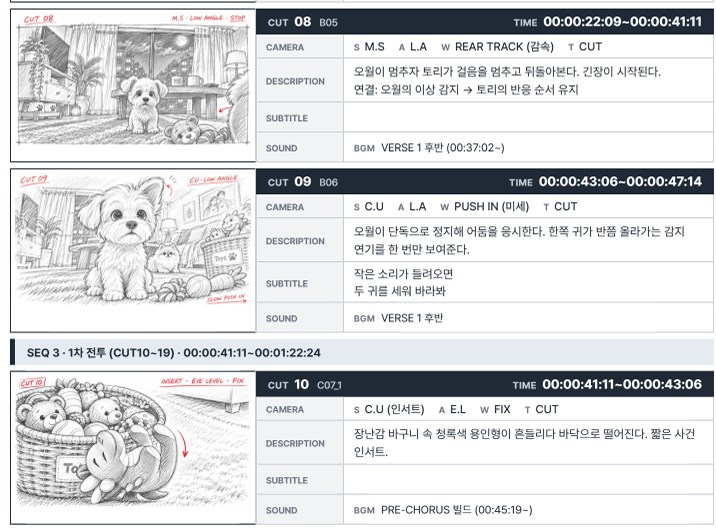 CUT 08
M.S · LOW ANGLE · STOP
CUT 08 B05 TIME 00:00:22:09~00:00:41:11
CAMERA S M.S A L.A W REAR TRACK (감속) T CUT
DESCRIPTION 오월이 멈추자 토리가 걸음을 멈추고 뒤돌아본다. 긴장이 시작된다.
연결: 오월의 이상 감지 → 토리의 반응 순서 유지
SUBTITLE
SOUND BGM VERSE 1 후반 (00:37:02~)
CUT 09
CU-LOW ANGLE
Toys
SLOW PUSH IN
CUT 09 B06 TIME 00:00:43:06~00:00:47:14
CAMERA S C.U A L.A W PUSH IN (미세) T CUT
DESCRIPTION 오월이 단독으로 정지해 어둠을 응시한다. 한쪽 귀가 반쯤 올라가는 감지
연기를 한 번만 보여준다.
SUBTITLE 작은 소리가 들려오면
두 귀를 세워 바라봐
SOUND BGM VERSE 1 후반
SEQ 3 · 1차 전투 (CUT10~19) · 00:00:41:11~00:01:22:24
CUT 10
INSERT · EYE LEVEL · FIX
CUT 10 C07_1 TIME 00:00:41:11~00:00:43:06
CAMERA S C.U (인서트) A E.L W FIX T CUT
DESCRIPTION 장난감 바구니 속 청록색 용인형이 흔들리다 바닥으로 떨어진다. 짧은 사건
인서트.
SUBTITLE
SOUND BGM PRE-CHORUS 빌드 (00:45:19~)